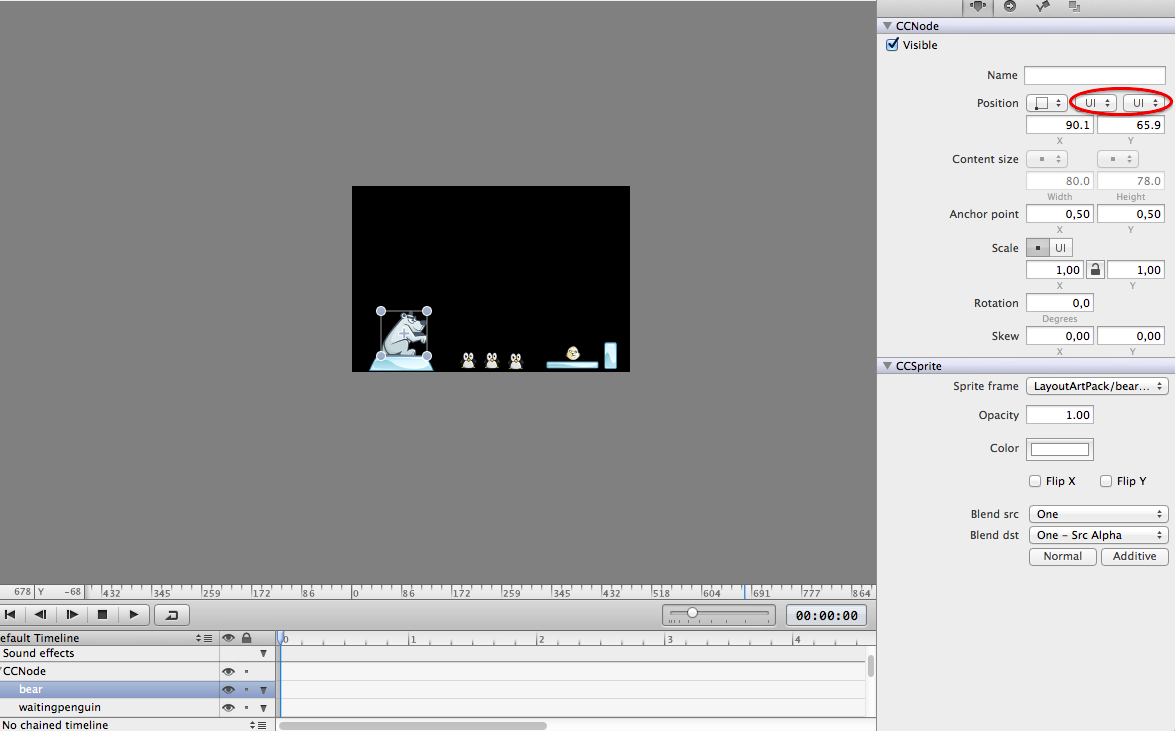 CCNode
Visible
Name
Position UI UI
90.1 65.9
X Y
Content size
80.0 78.0
Width Height
Anchor point 0,50 0,50
X Y
Scale UI
1,00 1,00
X Y
Rotation 0,0
Degrees
Skew 0,00 0,00
X Y
CCSprite
Sprite frame LayoutArtPack/bear...
Opacity 1.00
Color
Flip X Flip Y
Blend src One
Blend dst One - Src Alpha
Normal Additive
678 Y -68 432 345 259 172 86 0 86 172 259 345 432 518 604 691 777 864
00:00:00
efault Timeline 0 1 2 3 4
Sound effects
CCNode
bear
waitingpenguin
No chained timeline